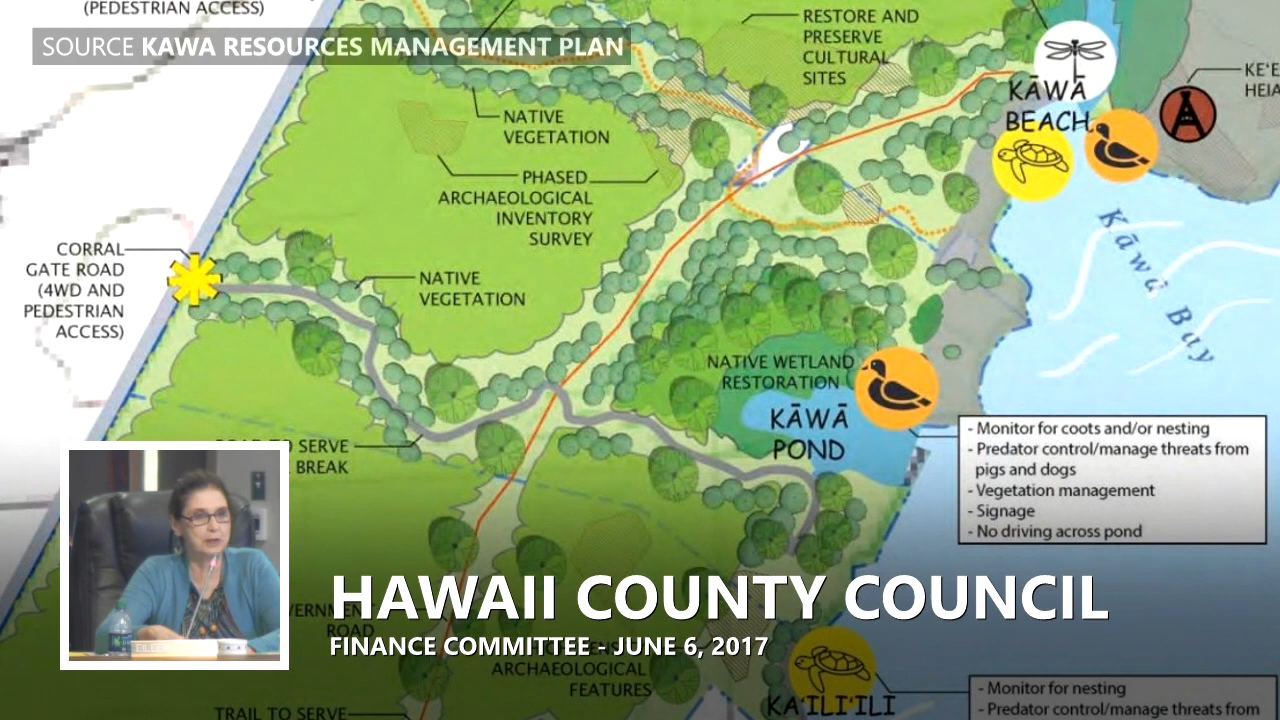 (PEDESTRIAN ACCESS)
SOURCE KAWA RESOURCES MANAGEMENT PLAN
RESTORE AND
PRESERVE
CULTURAL
SITES
KĀWĀ
BEACH
NATIVE
VEGETATION
PHASED
ARCHAEOLOGICAL
INVENTORY
SURVEY
Kāwā Bay
CORRAL
GATE ROAD
(4WD AND
PEDESTRIAN
ACCESS)
NATIVE
VEGETATION
NATIVE WETLAND
RESTORATION
KĀWĀ
POND
- Monitor for coots and/or nesting
- Predator control/manage threats from
pigs and dogs
- Vegetation management
- Signage
- No driving across pond
TO SERVE
BREAK
HAWAII COUNTY COUNCIL
FINANCE COMMITTEE - JUNE 6, 2017
ROAD
ARCHAEOLOGICAL
FEATURES
KA'ILI'ILI
- Monitor for nesting
- Predator control/manage threats from
TRAIL TO SERVE